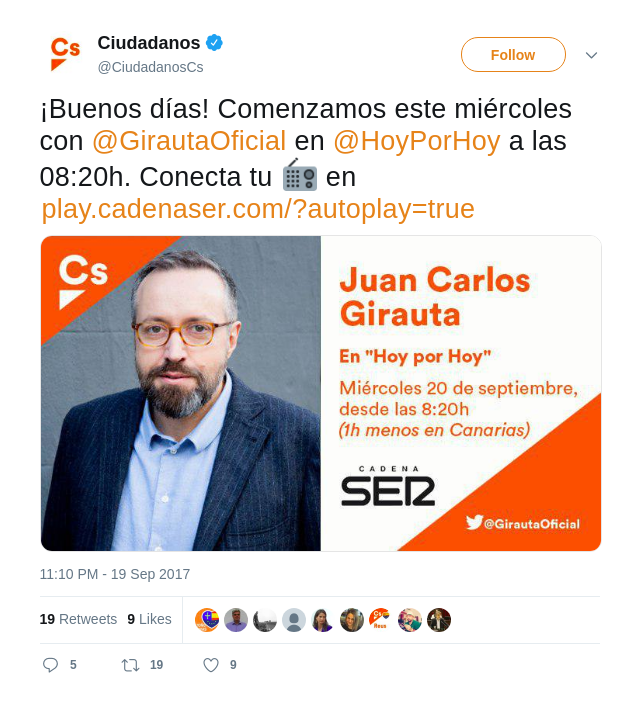 Cs
Ciudadanos
@CiudadanosCs
Follow
¡Buenos días! Comenzamos este miércoles
con @GirautaOficial en @HoyPorHoy a las
08:20h. Conecta tu 📻 en
play.cadenaser.com/?autoplay=true
Cs
Juan Carlos
Girauta
En "Hoy por Hoy"
Miércoles 20 de septiembre,
desde las 8:20h
(1h menos en Canarias)
CADENA
SER
@GirautaOficial
11:10 PM - 19 Sep 2017
19 Retweets 9 Likes
Cs
Reus
5 19 9